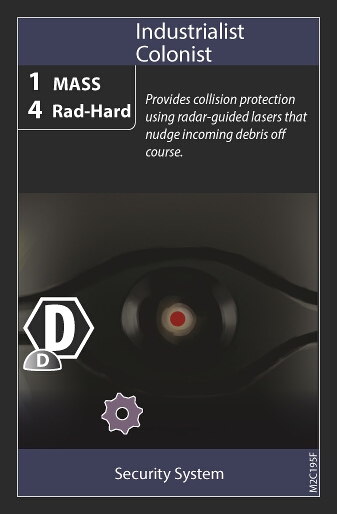 Industrialist
Colonist
1 MASS
4 Rad-Hard
Provides collision protection
using radar-guided lasers that
nudge incoming debris off
course.
D
D
Security System
M2C195F